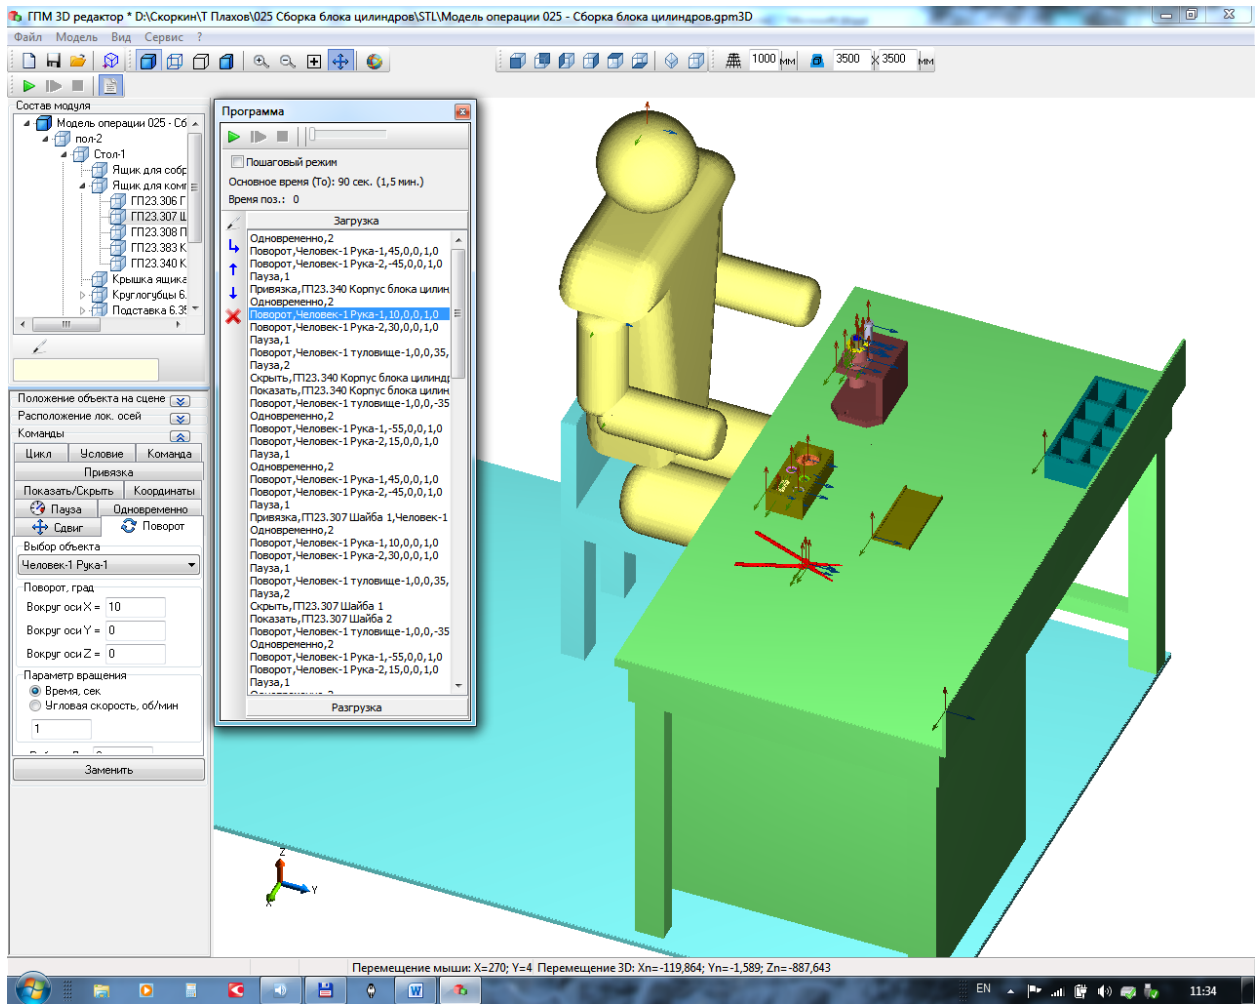 ГПМ 3D редактор * D:\Скоркин\Т Плахов\025 Сборка блока цилиндров\STL\Модель операции 025 - Сборка блока цилиндров.gpm3D
Файл Модель Вид Сервис ?
1000 мм 3500 X 3500 мм
Состав модуля
Модель операции 025 - Сб
пол-2
Стол-1
Ящик для собр
Ящик для комп
ГП23.306 Г
ГП23.307 Ш
ГП23.308 П
ГП23.383 К
ГП23.340 К
Крышка ящика
Круглогубцы 6.
Подставка 6.35
Положение объекта на сцене
Расположение лок. осей
Команды
Цикл Условие Команда
Привязка
Показать/Скрыть Координаты
Пауза Одновременно
Сдвиг Поворот
Выбор объекта
Человек-1 Рука-1
Поворот, град
Вокруг оси X = 10
Вокруг оси Y = 0
Вокруг оси Z = 0
Параметр вращения
Время, сек
Угловая скорость, об/мин
1
Заменить
Программа
Пошаговый режим
Основное время (То): 90 сек. (1,5 мин.)
Время поз.: 0
Загрузка
Одновременно,2
Поворот,Человек-1 Рука-1,45,0,0,1,0
Поворот,Человек-1 Рука-2,-45,0,0,1,0
Пауза,1
Привязка,ГП23.340 Корпус блока цилин
Одновременно,2
Поворот,Человек-1 Рука-1,10,0,0,1,0
Поворот,Человек-1 Рука-2,30,0,0,1,0
Пауза,1
Поворот,Человек-1 туловище-1,0,0,35,
Пауза,2
Скрыть,ГП23.340 Корпус блока цилинд
Показать,ГП23.340 Корпус блока цилин
Поворот,Человек-1 туловище-1,0,0,-35
Одновременно,2
Поворот,Человек-1 Рука-1,-55,0,0,1,0
Поворот,Человек-1 Рука-2,15,0,0,1,0
Пауза,1
Одновременно,2
Поворот,Человек-1 Рука-1,45,0,0,1,0
Поворот,Человек-1 Рука-2,-45,0,0,1,0
Пауза,1
Привязка,ГП23.307 Шайба 1,Человек-1
Одновременно,2
Поворот,Человек-1 Рука-1,10,0,0,1,0
Поворот,Человек-1 Рука-2,30,0,0,1,0
Пауза,1
Поворот,Человек-1 туловище-1,0,0,35,
Пауза,2
Скрыть,ГП23.307 Шайба 1
Показать,ГП23.307 Шайба 2
Поворот,Человек-1 туловище-1,0,0,-35
Одновременно,2
Поворот,Человек-1 Рука-1,-55,0,0,1,0
Поворот,Человек-1 Рука-2,15,0,0,1,0
Пауза,1
Разгрузка
Z
Y
X
Перемещение мыши: X=270; Y=4 Перемещение 3D: Xn=-119,864; Yn=-1,589; Zn=-887,643
EN
11:34